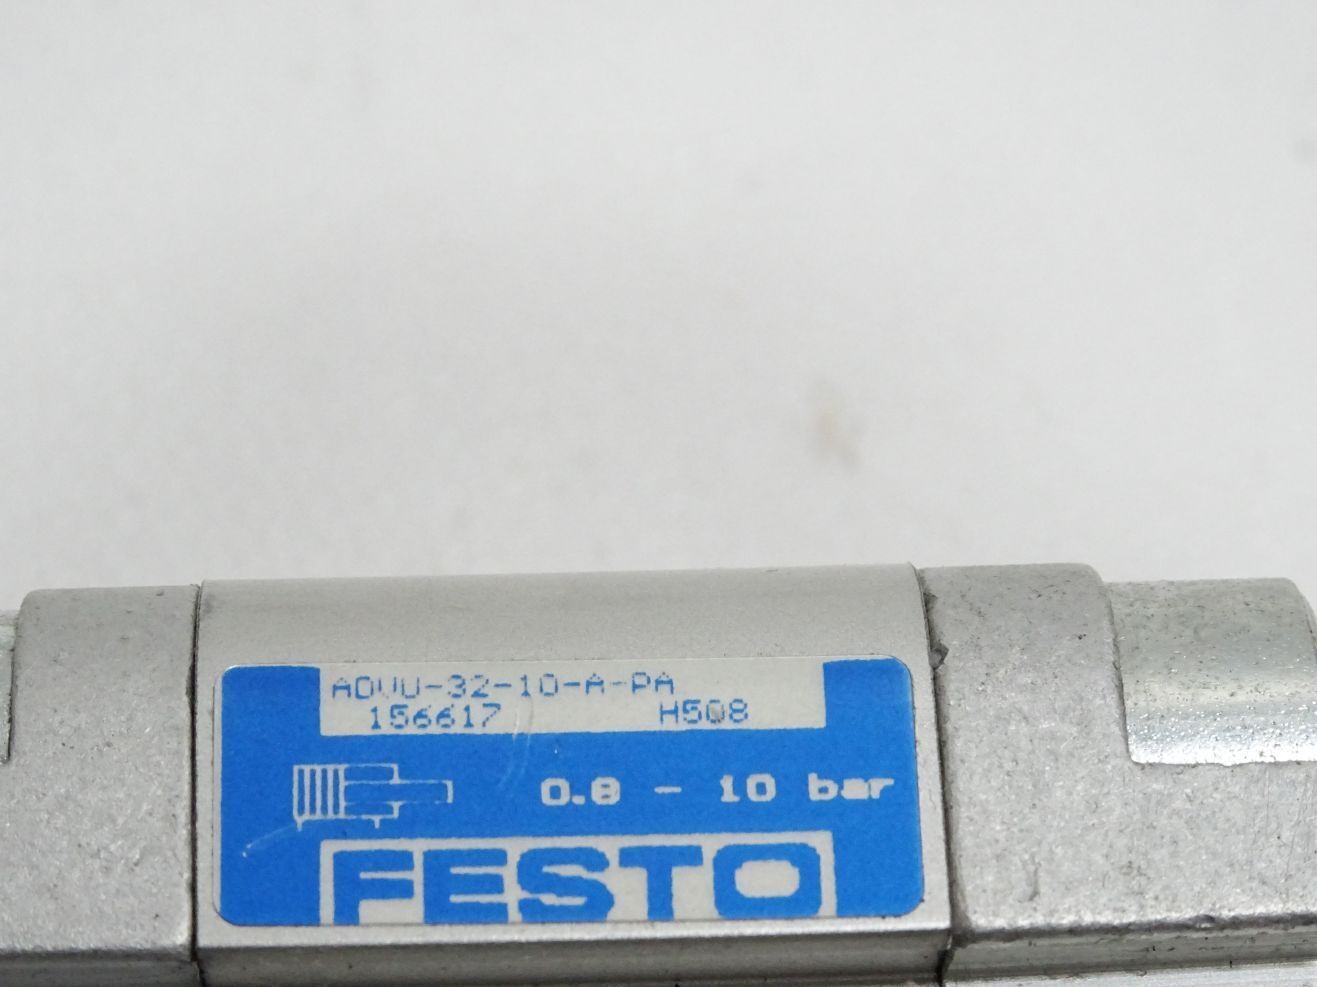 ADVU-32-10-A-PA
156617 H508
0.8 - 10 bar
FESTO